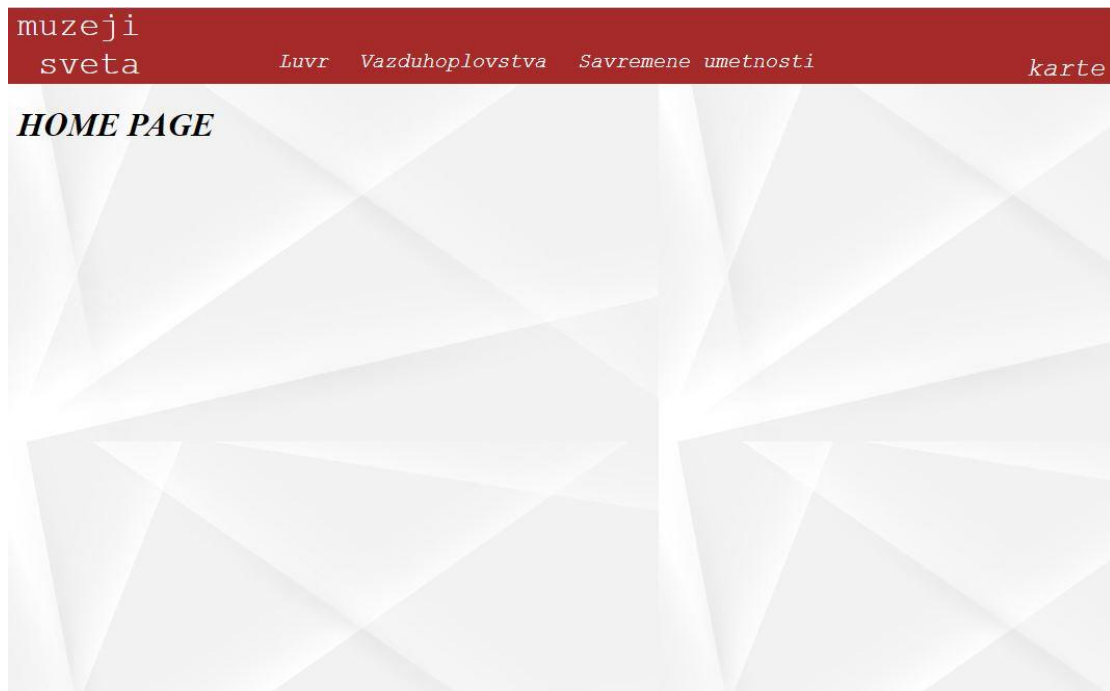 muzeji
sveta
Luvr Vazduhoplovstva Savremene umetnosti
karte
HOME PAGE